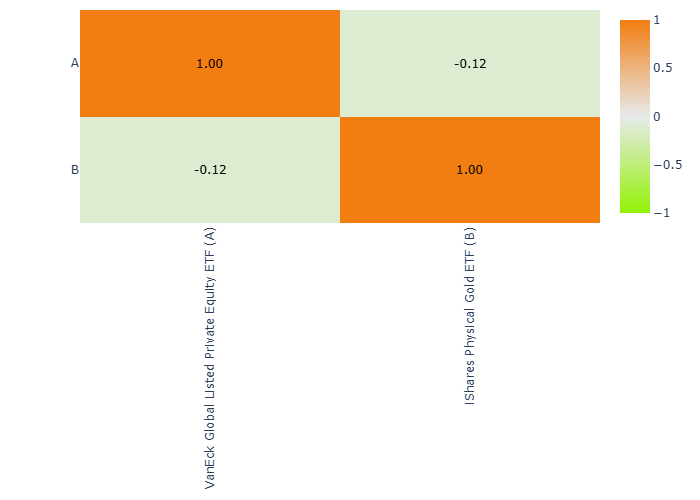 A
1.00
-0.12
B
-0.12
1.00
1
0.5
0
−0.5
−1
VanEck Global Listed Private Equity ETF (A)
iShares Physical Gold ETF (B)